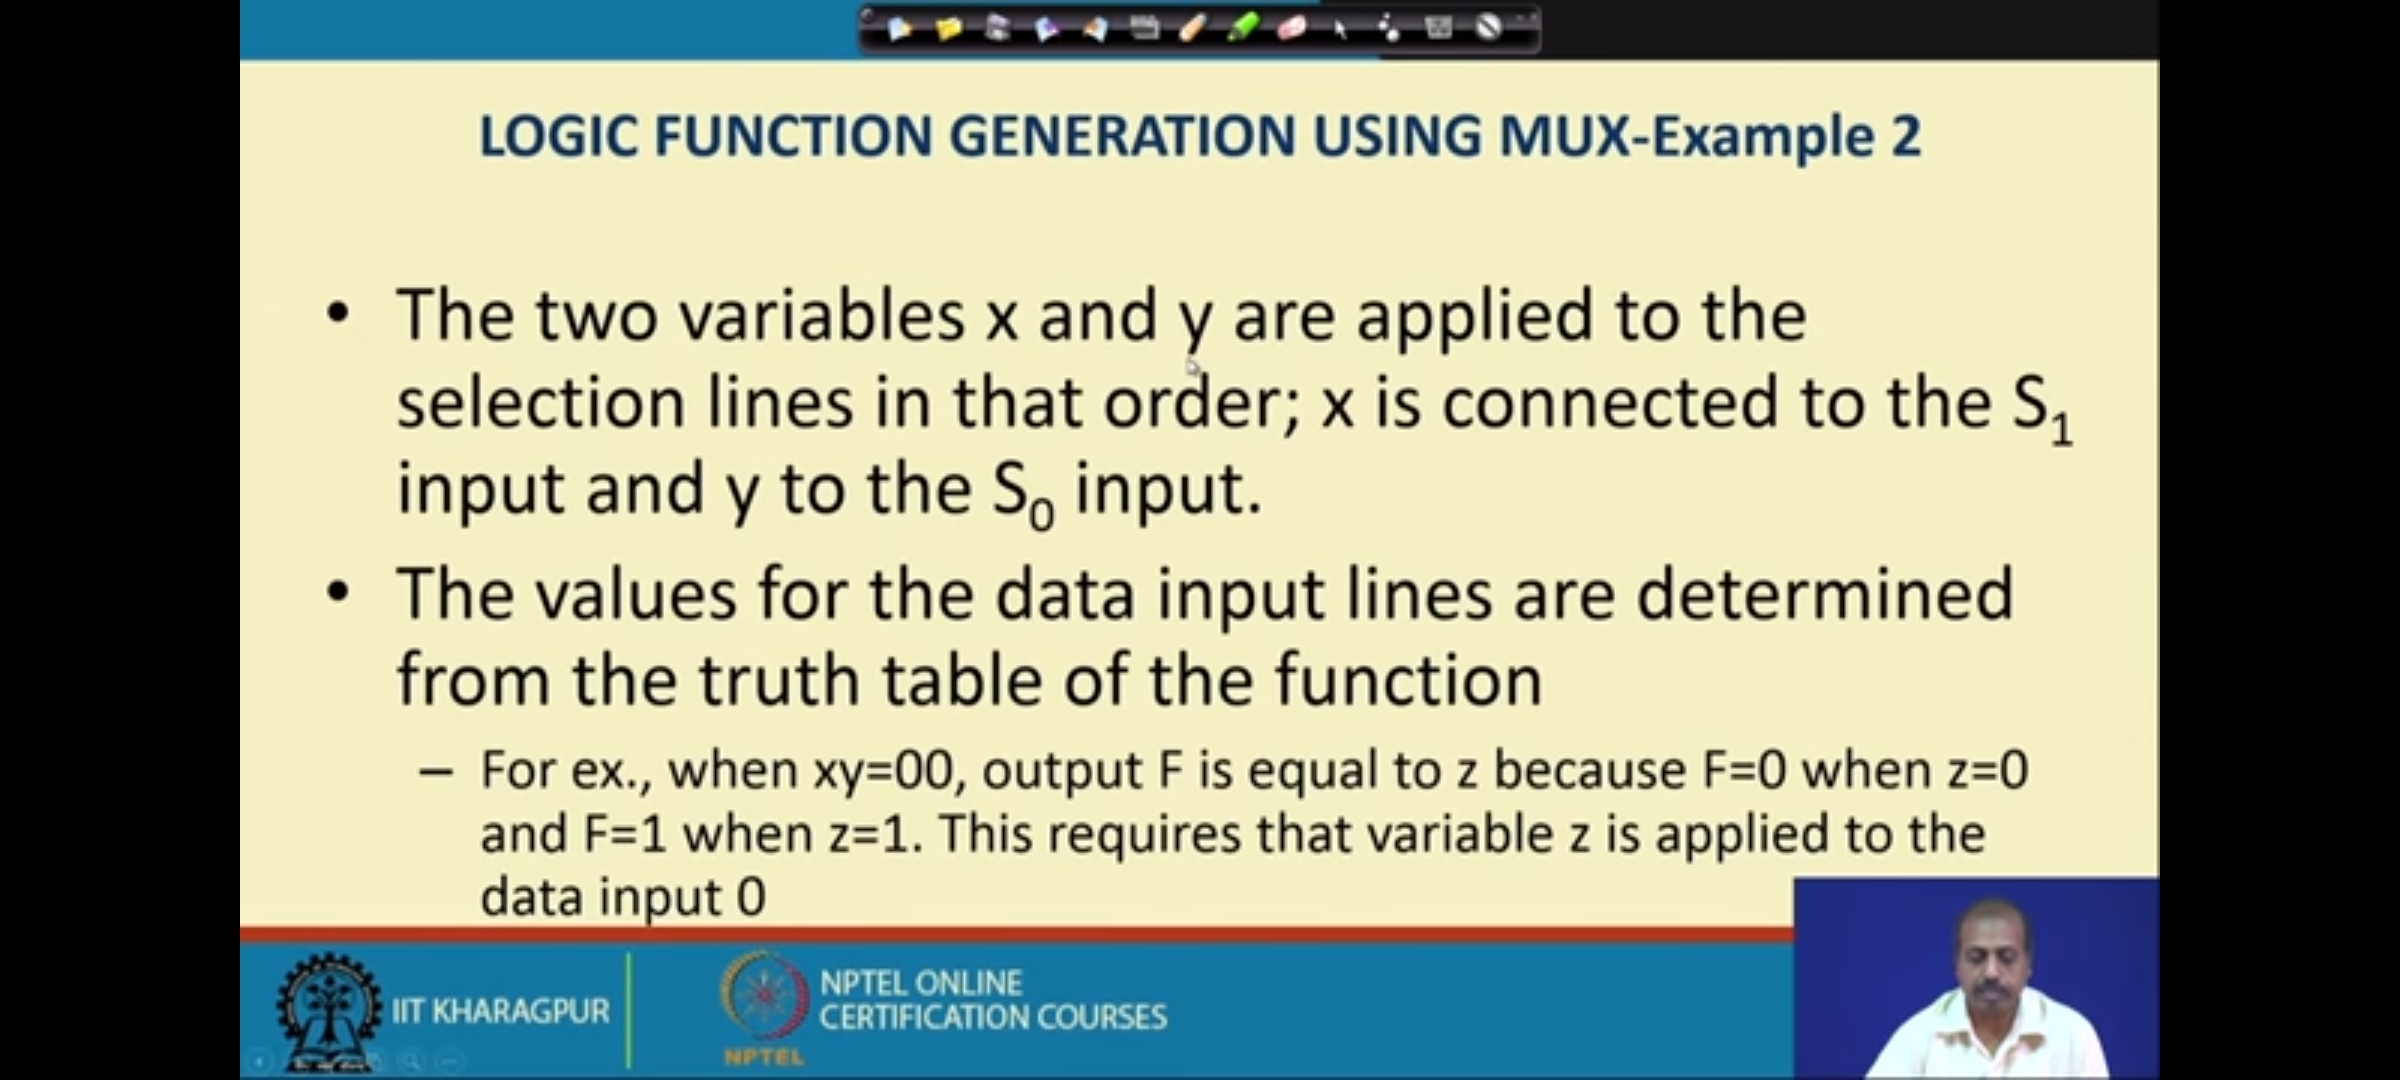 LOGIC FUNCTION GENERATION USING MUX-Example 2
• The two variables x and y are applied to the
selection lines in that order; x is connected to the S₁
input and y to the S₀ input.
• The values for the data input lines are determined
from the truth table of the function
– For ex., when xy=00, output F is equal to z because F=0 when z=0
and F=1 when z=1. This requires that variable z is applied to the
data input 0
IIT KHARAGPUR
NPTEL
NPTEL ONLINE
CERTIFICATION COURSES